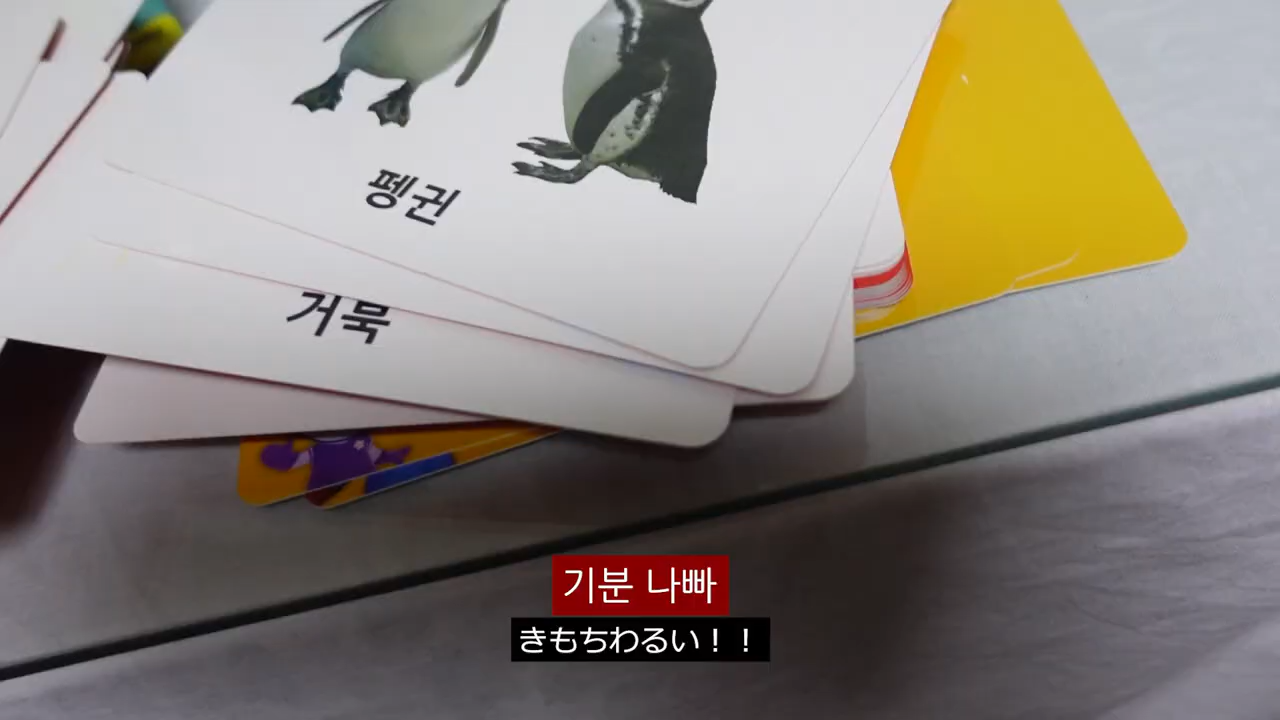 펭귄
거북
기분 나빠
きもちわるい！！